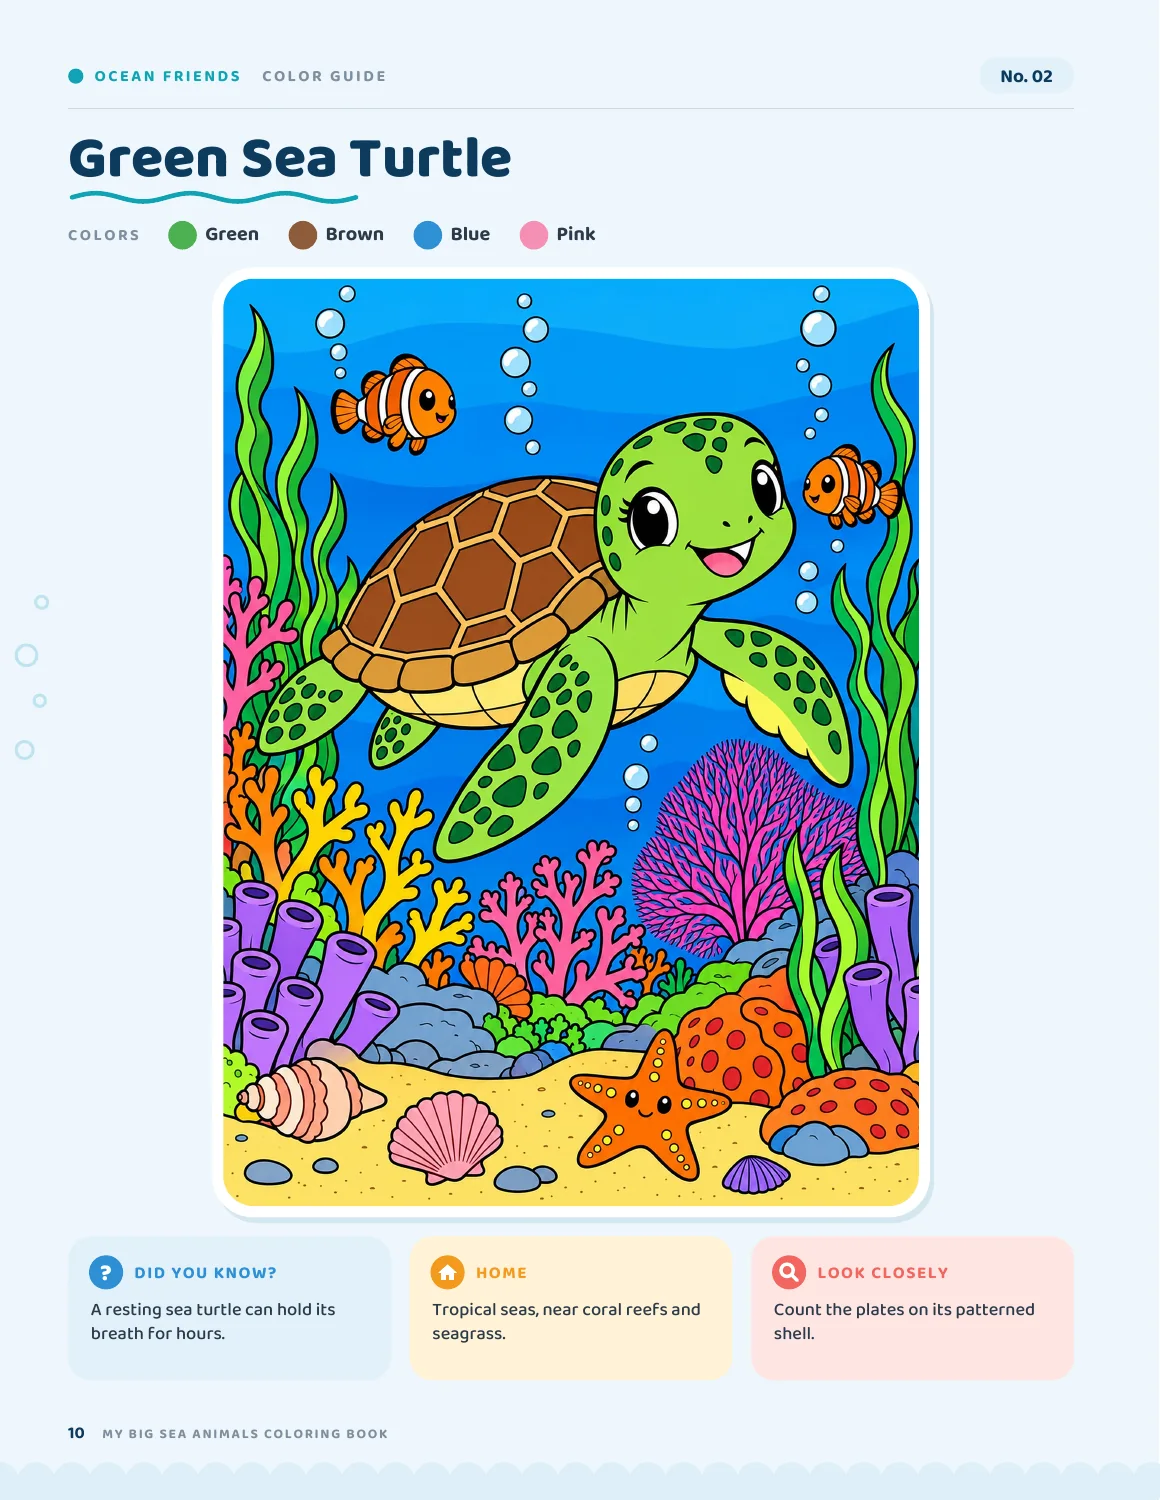 OCEAN FRIENDS COLOR GUIDE
No. 02
Green Sea Turtle
COLORS Green Brown Blue Pink
? DID YOU KNOW?
A resting sea turtle can hold its
breath for hours.
HOME
Tropical seas, near coral reefs and
seagrass.
LOOK CLOSELY
Count the plates on its patterned
shell.
10 MY BIG SEA ANIMALS COLORING BOOK